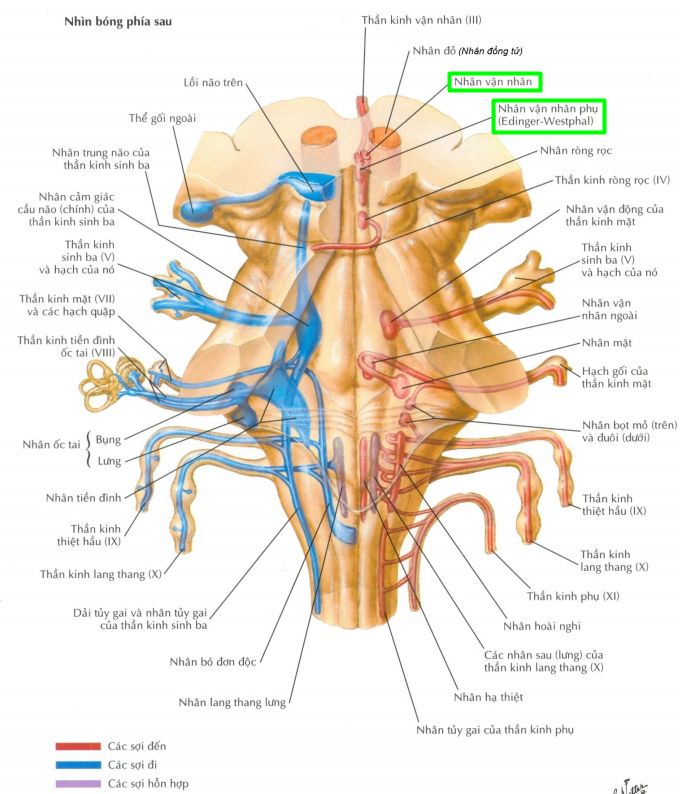 Nhìn bóng phía sau
Thần kinh vận nhãn (III)
Nhân đỏ (Nhân đồng tử)
Nhân vận nhãn
Nhân vận nhãn phụ
(Edinger-Westphal)
Nhân ròng rọc
Thần kinh ròng rọc (IV)
Nhân vận động của
thần kinh mặt
Thần kinh
sinh ba (V)
và hạch của nó
Nhân vận
nhãn ngoài
Nhân mặt
Hạch gối của
thần kinh mặt
Nhân bọt mỏ (trên)
và đuôi (dưới)
Thần kinh
thiệt hầu (IX)
Thần kinh
lang thang (X)
Thần kinh phụ (XI)
Nhân hoài nghi
Các nhân sau (lưng) của
thần kinh lang thang (X)
Nhân hạ thiệt
Nhân tủy gai của thần kinh phụ
Lồi não trên
Thể gối ngoài
Nhân trung não của
thần kinh sinh ba
Nhân cảm giác
cầu não (chính) của
thần kinh sinh ba
Thần kinh
sinh ba (V)
và hạch của nó
Thần kinh mặt (VII)
và các hạch quặp
Thần kinh tiền đình
ốc tai (VIII)
Nhân ốc tai
Bụng
Lưng
Nhân tiền đình
Thần kinh
thiệt hầu (IX)
Thần kinh lang thang (X)
Dải tủy gai và nhân tủy gai
của thần kinh sinh ba
Nhân bó đơn độc
Nhân lang thang lưng
Các sợi đến
Các sợi đi
Các sợi hỗn hợp